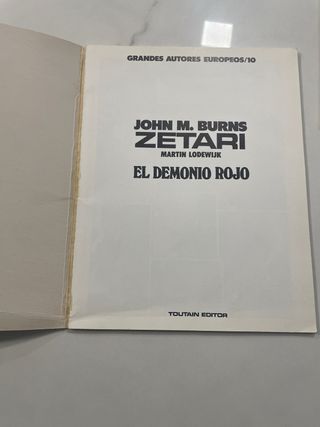 GRANDES AUTORES EUROPEOS/10
JOHN M. BURNS
ZETARI
MARTIN LODEWIJK
EL DEMONIO ROJO
TOUTAIN EDITOR